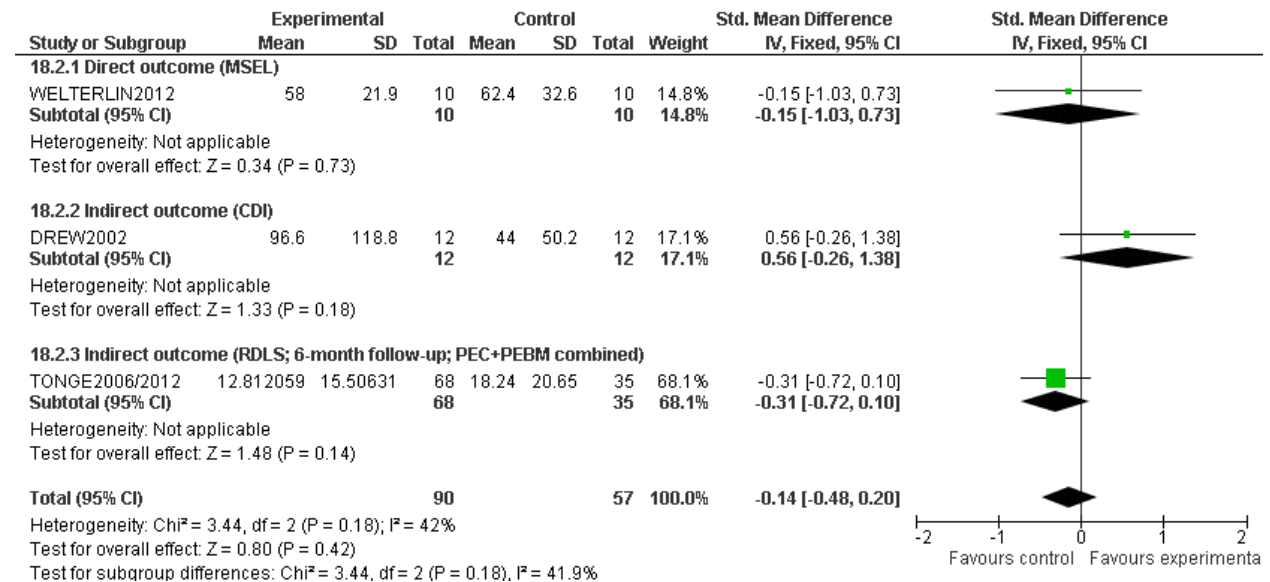 Experimental Control Std. Mean Difference Std. Mean Difference
Study or Subgroup Mean SD Total Mean SD Total Weight IV, Fixed, 95% CI IV, Fixed, 95% CI
18.2.1 Direct outcome (MSEL)
WELTERLIN2012 58 21.9 10 62.4 32.6 10 14.8% -0.15 [-1.03, 0.73]
Subtotal (95% CI) 10 10 14.8% -0.15 [-1.03, 0.73]
Heterogeneity: Not applicable
Test for overall effect: Z = 0.34 (P = 0.73)
18.2.2 Indirect outcome (CDI)
DREW2002 96.6 118.8 12 44 50.2 12 17.1% 0.56 [-0.26, 1.38]
Subtotal (95% CI) 12 12 17.1% 0.56 [-0.26, 1.38]
Heterogeneity: Not applicable
Test for overall effect: Z = 1.33 (P = 0.18)
18.2.3 Indirect outcome (RDLS; 6-month follow-up; PEC+PEBM combined)
TONGE2006/2012 12.812059 15.50631 68 18.24 20.65 35 68.1% -0.31 [-0.72, 0.10]
Subtotal (95% CI) 68 35 68.1% -0.31 [-0.72, 0.10]
Heterogeneity: Not applicable
Test for overall effect: Z = 1.48 (P = 0.14)
Total (95% CI) 90 57 100.0% -0.14 [-0.48, 0.20]
Heterogeneity: Chi² = 3.44, df = 2 (P = 0.18); I² = 42%
Test for overall effect: Z = 0.80 (P = 0.42)
Test for subgroup differences: Chi² = 3.44, df = 2 (P = 0.18), I² = 41.9%
-2 -1 0 1 2
Favours control Favours experimenta